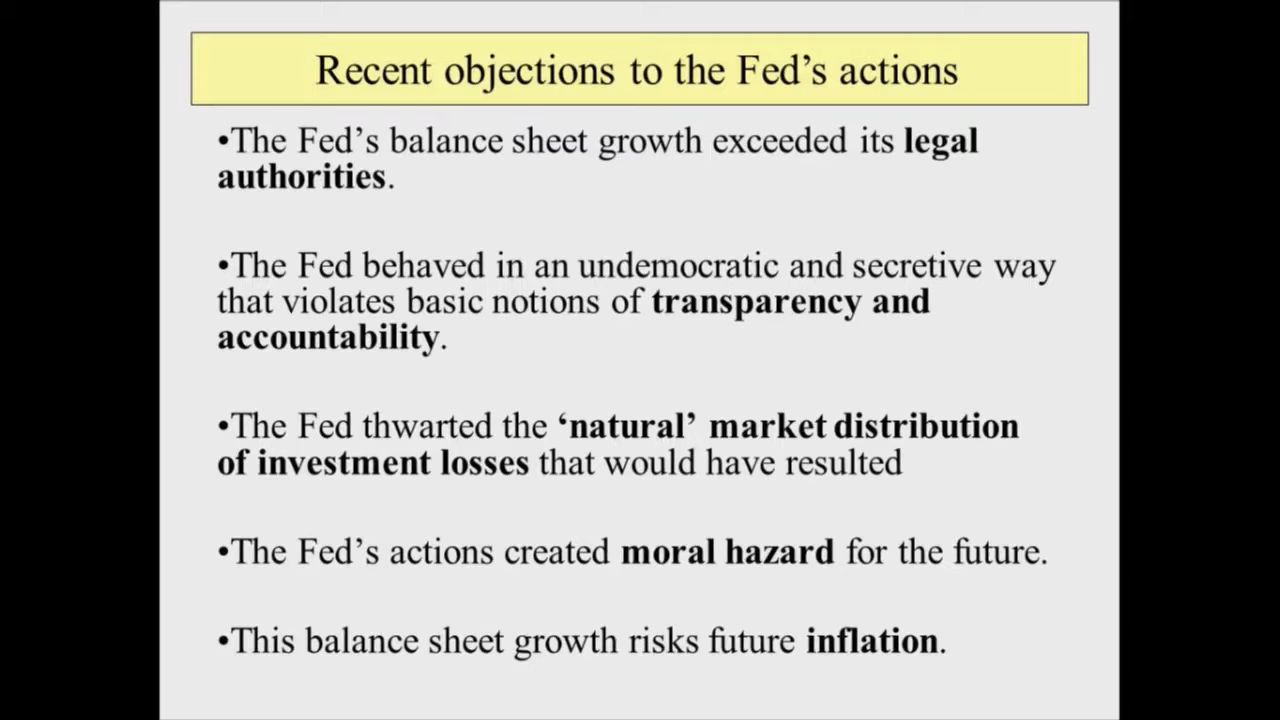 Recent objections to the Fed’s actions
•The Fed’s balance sheet growth exceeded its legal
authorities.
•The Fed behaved in an undemocratic and secretive way
that violates basic notions of transparency and
accountability.
•The Fed thwarted the ‘natural’ market distribution
of investment losses that would have resulted
•The Fed’s actions created moral hazard for the future.
•This balance sheet growth risks future inflation.